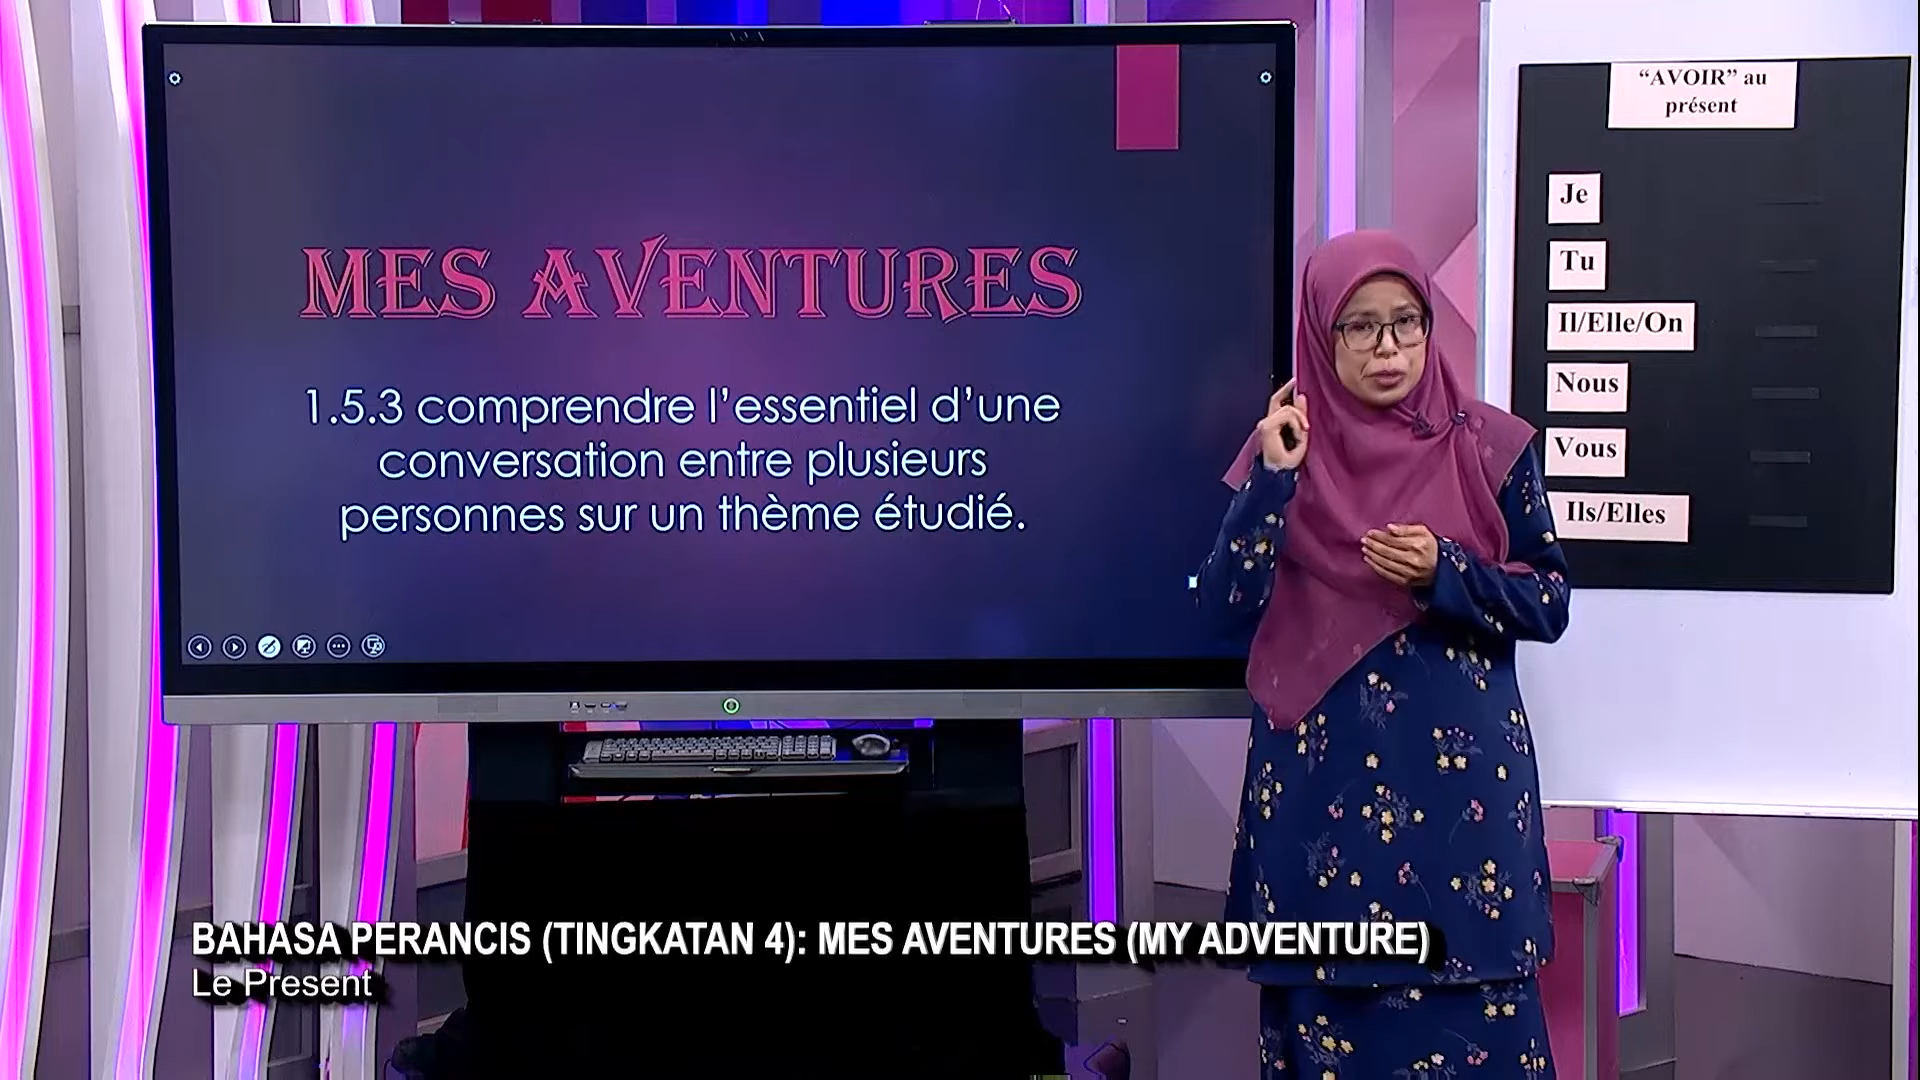 MES AVENTURES
1.5.3 comprendre l’essentiel d’une
conversation entre plusieurs
personnes sur un thème étudié.
“AVOIR” au
présent
Je
Tu
Il/Elle/On
Nous
Vous
Ils/Elles
BAHASA PERANCIS (TINGKATAN 4): MES AVENTURES (MY ADVENTURE)
Le Present